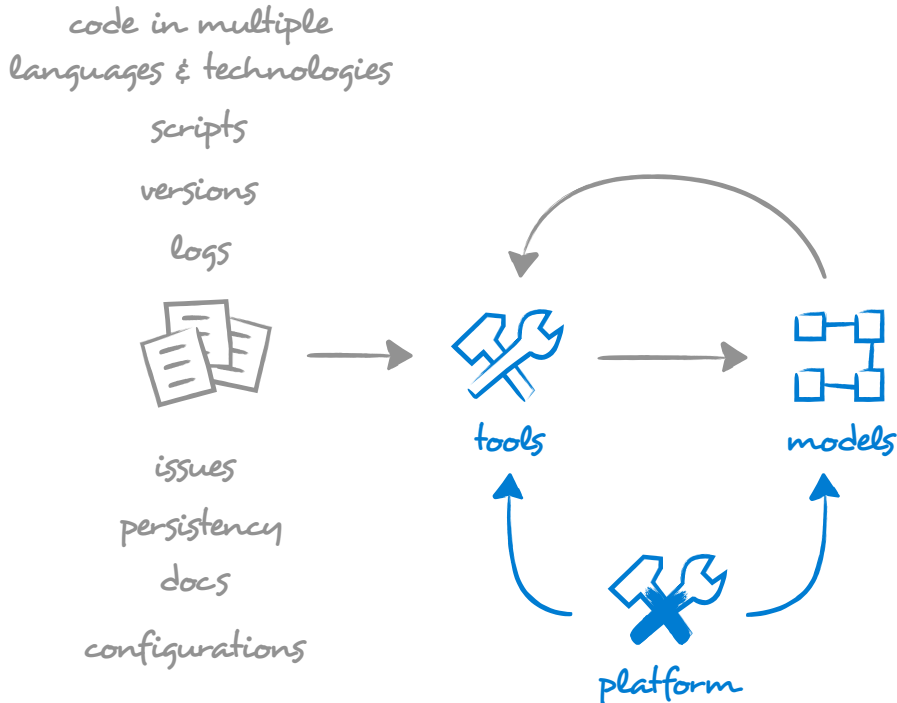 code in multiple
languages & technologies
scripts
versions
logs
tools
models
issues
persistency
docs
configurations
platform